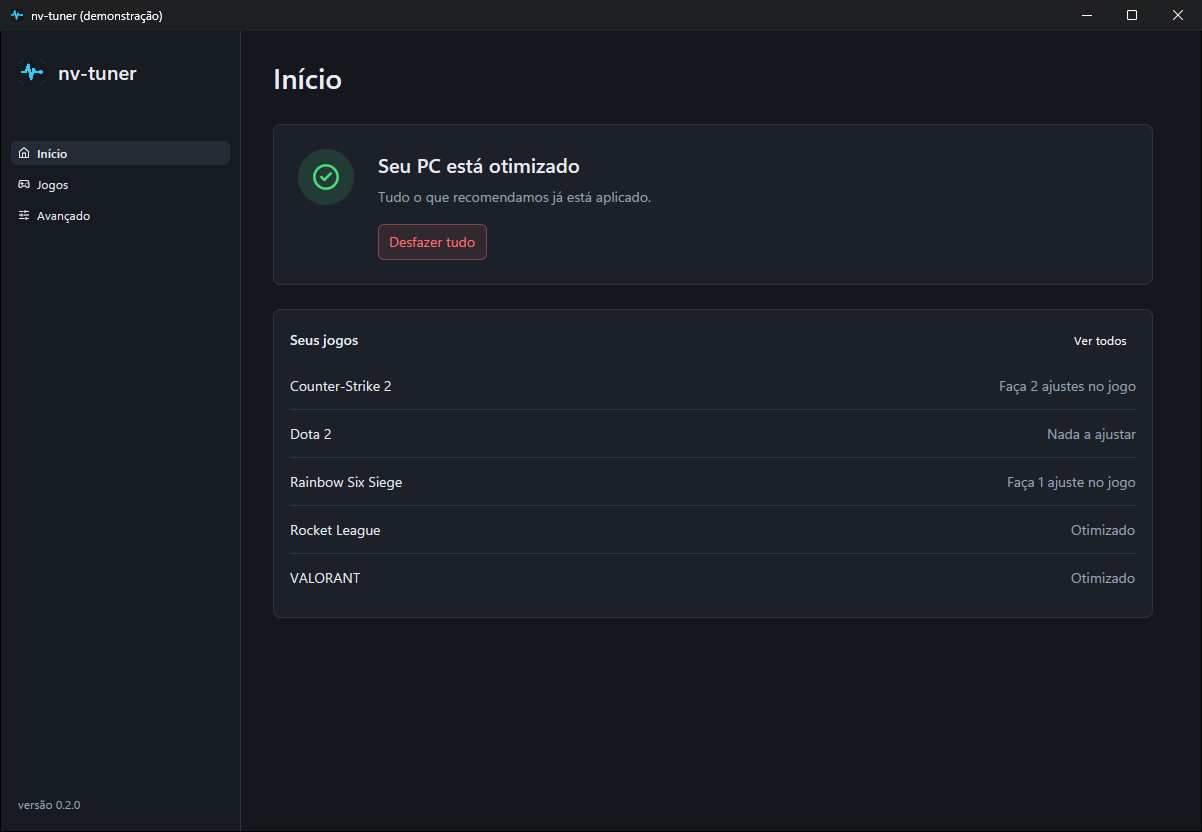 nv-tuner (demonstração)
nv-tuner
Início
Jogos
Avançado
versão 0.2.0
Início
Seu PC está otimizado
Tudo o que recomendamos já está aplicado.
Desfazer tudo
Seus jogos
Ver todos
Counter-Strike 2
Faça 2 ajustes no jogo
Dota 2
Nada a ajustar
Rainbow Six Siege
Faça 1 ajuste no jogo
Rocket League
Otimizado
VALORANT
Otimizado